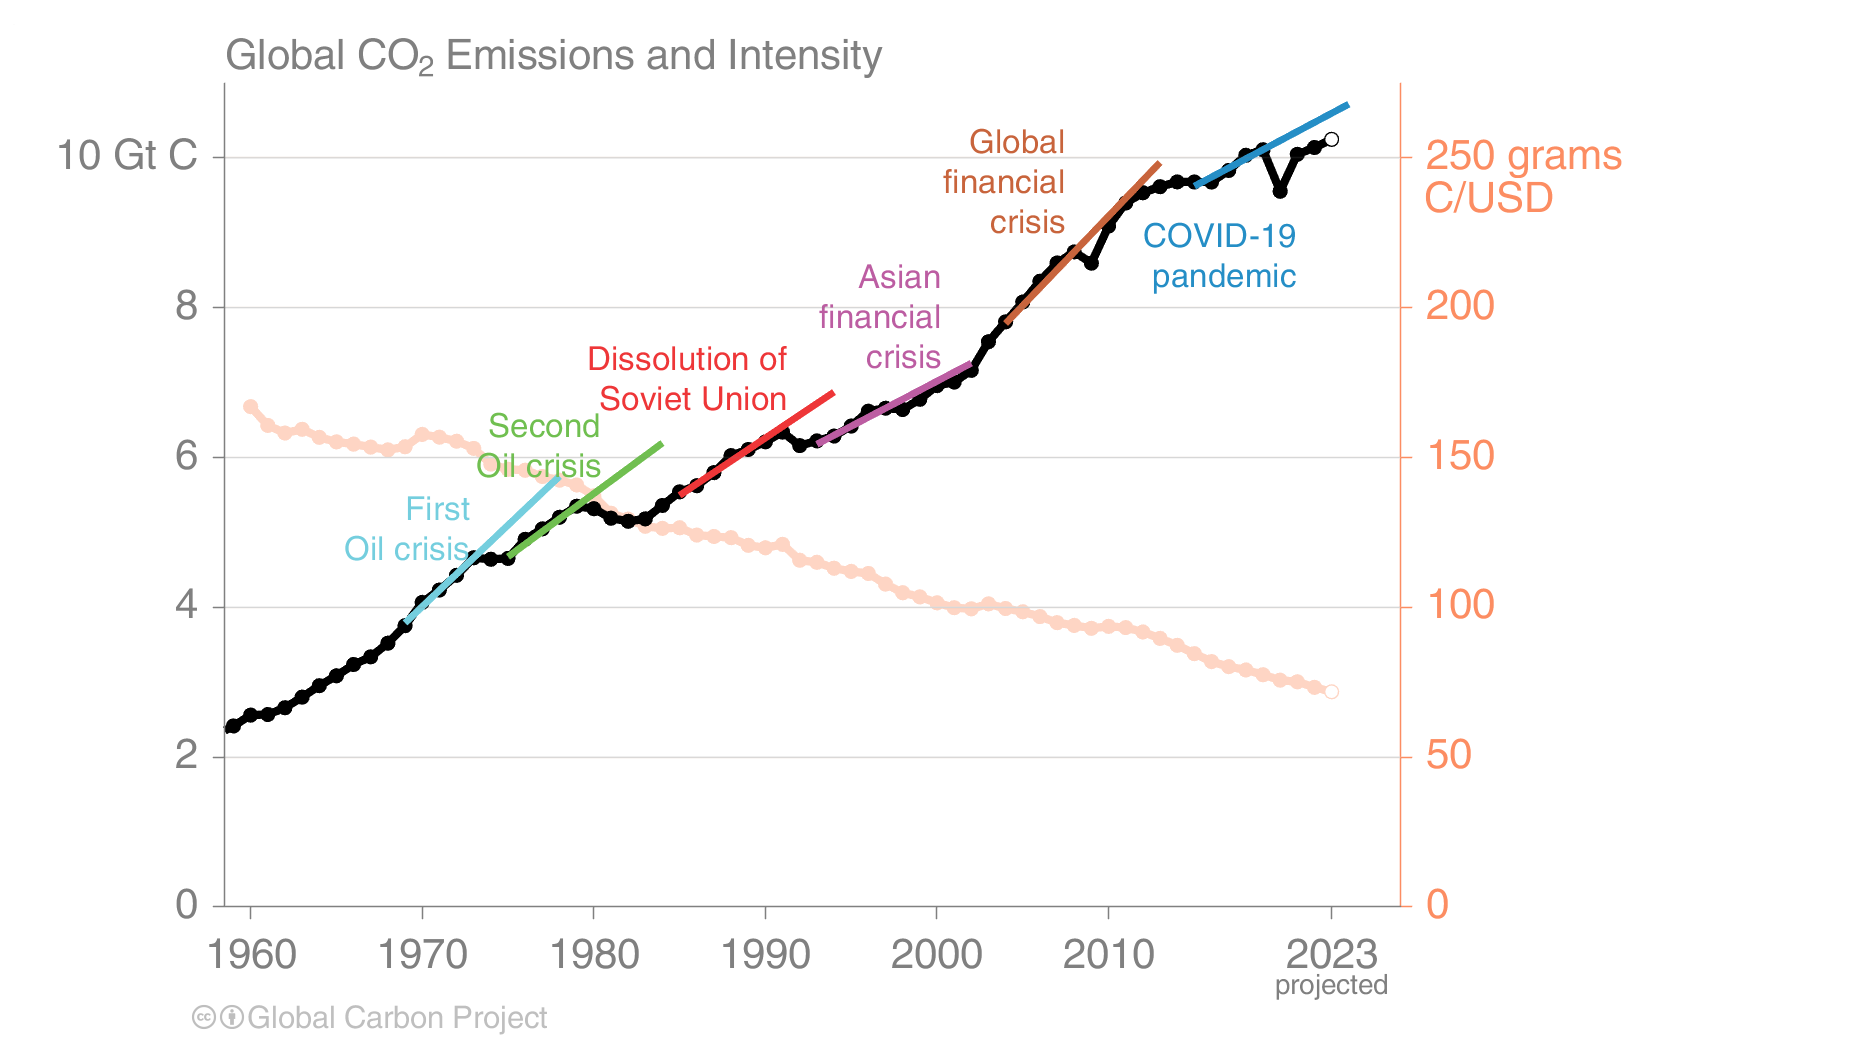 Global CO₂ Emissions and Intensity
10 Gt C
8
6
4
2
0
250 grams
C/USD
200
150
100
50
0
Global
financial
crisis
COVID-19
pandemic
Asian
financial
crisis
Dissolution of
Soviet Union
Second
Oil crisis
First
Oil crisis
1960 1970 1980 1990 2000 2010 2023
projected
cc Global Carbon Project